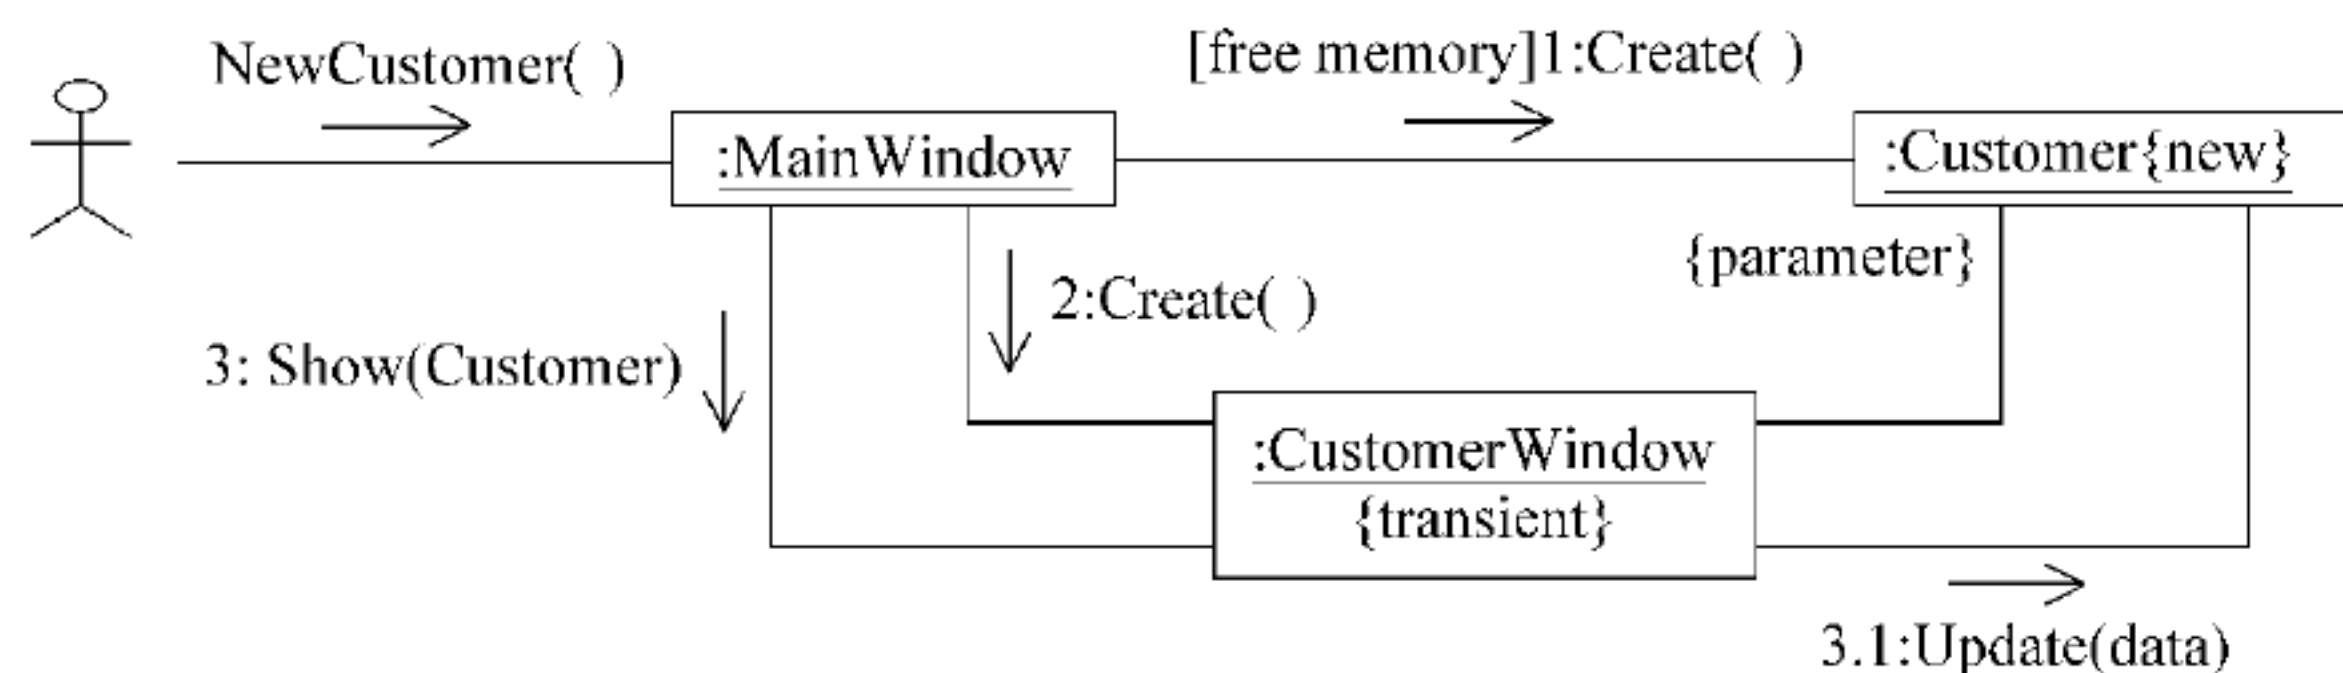 NewCustomer( )
[free memory]1:Create( )
:MainWindow
:Customer{new}
{parameter}
2:Create( )
3: Show(Customer)
:CustomerWindow
{transient}
3.1:Update(data)